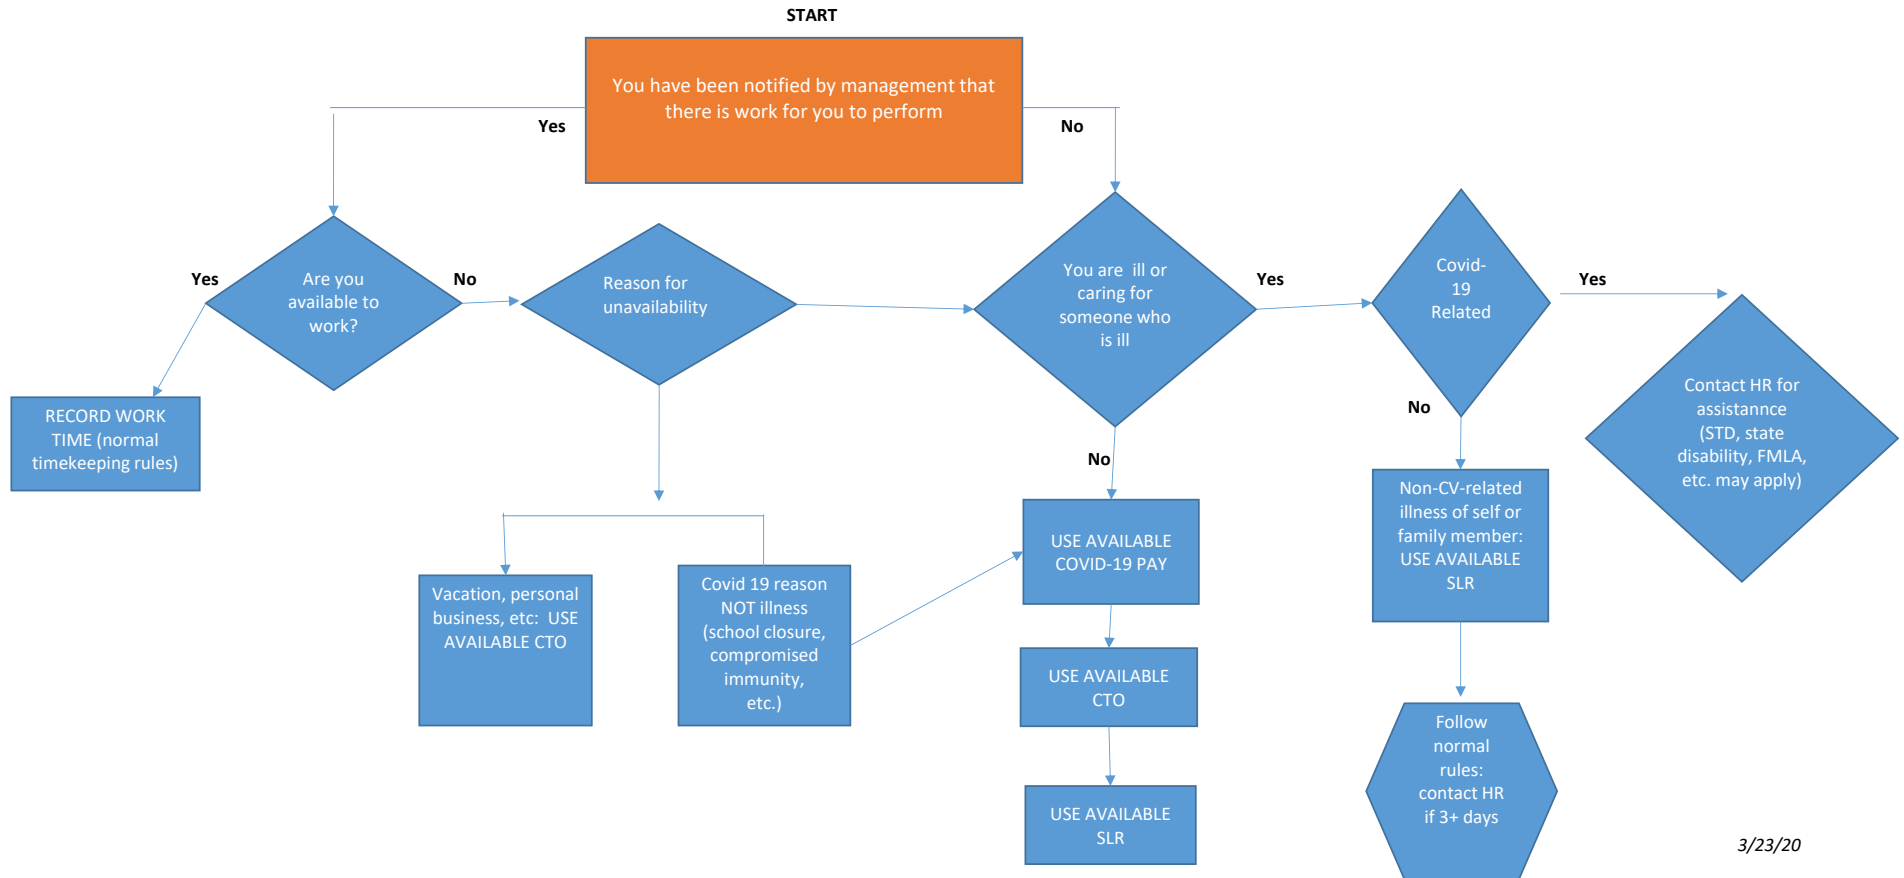 START
You have been notified by management that
there is work for you to perform
Yes
No
Yes
Are you
available to
work?
No
Reason for
unavailability
You are  ill or
caring for
someone who
is ill
Yes
Covid-
19
Related
Yes
RECORD WORK
TIME (normal
timekeeping rules)
No
Contact HR for
assistannce
(STD, state
disability, FMLA,
etc. may apply)
No
Non-CV-related
illness of self or
family member:
USE AVAILABLE
SLR
USE AVAILABLE
COVID-19 PAY
Vacation, personal
business, etc:  USE
AVAILABLE CTO
Covid 19 reason
NOT illness
(school closure,
compromised
immunity,
etc.)
USE AVAILABLE
CTO
Follow
normal
rules:
contact HR
if 3+ days
USE AVAILABLE
SLR
3/23/20